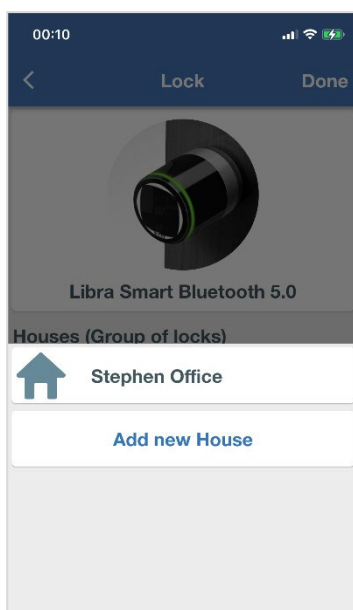 00:10
Lock Done
Libra Smart Bluetooth 5.0
Houses (Group of locks)
Stephen Office
Add new House